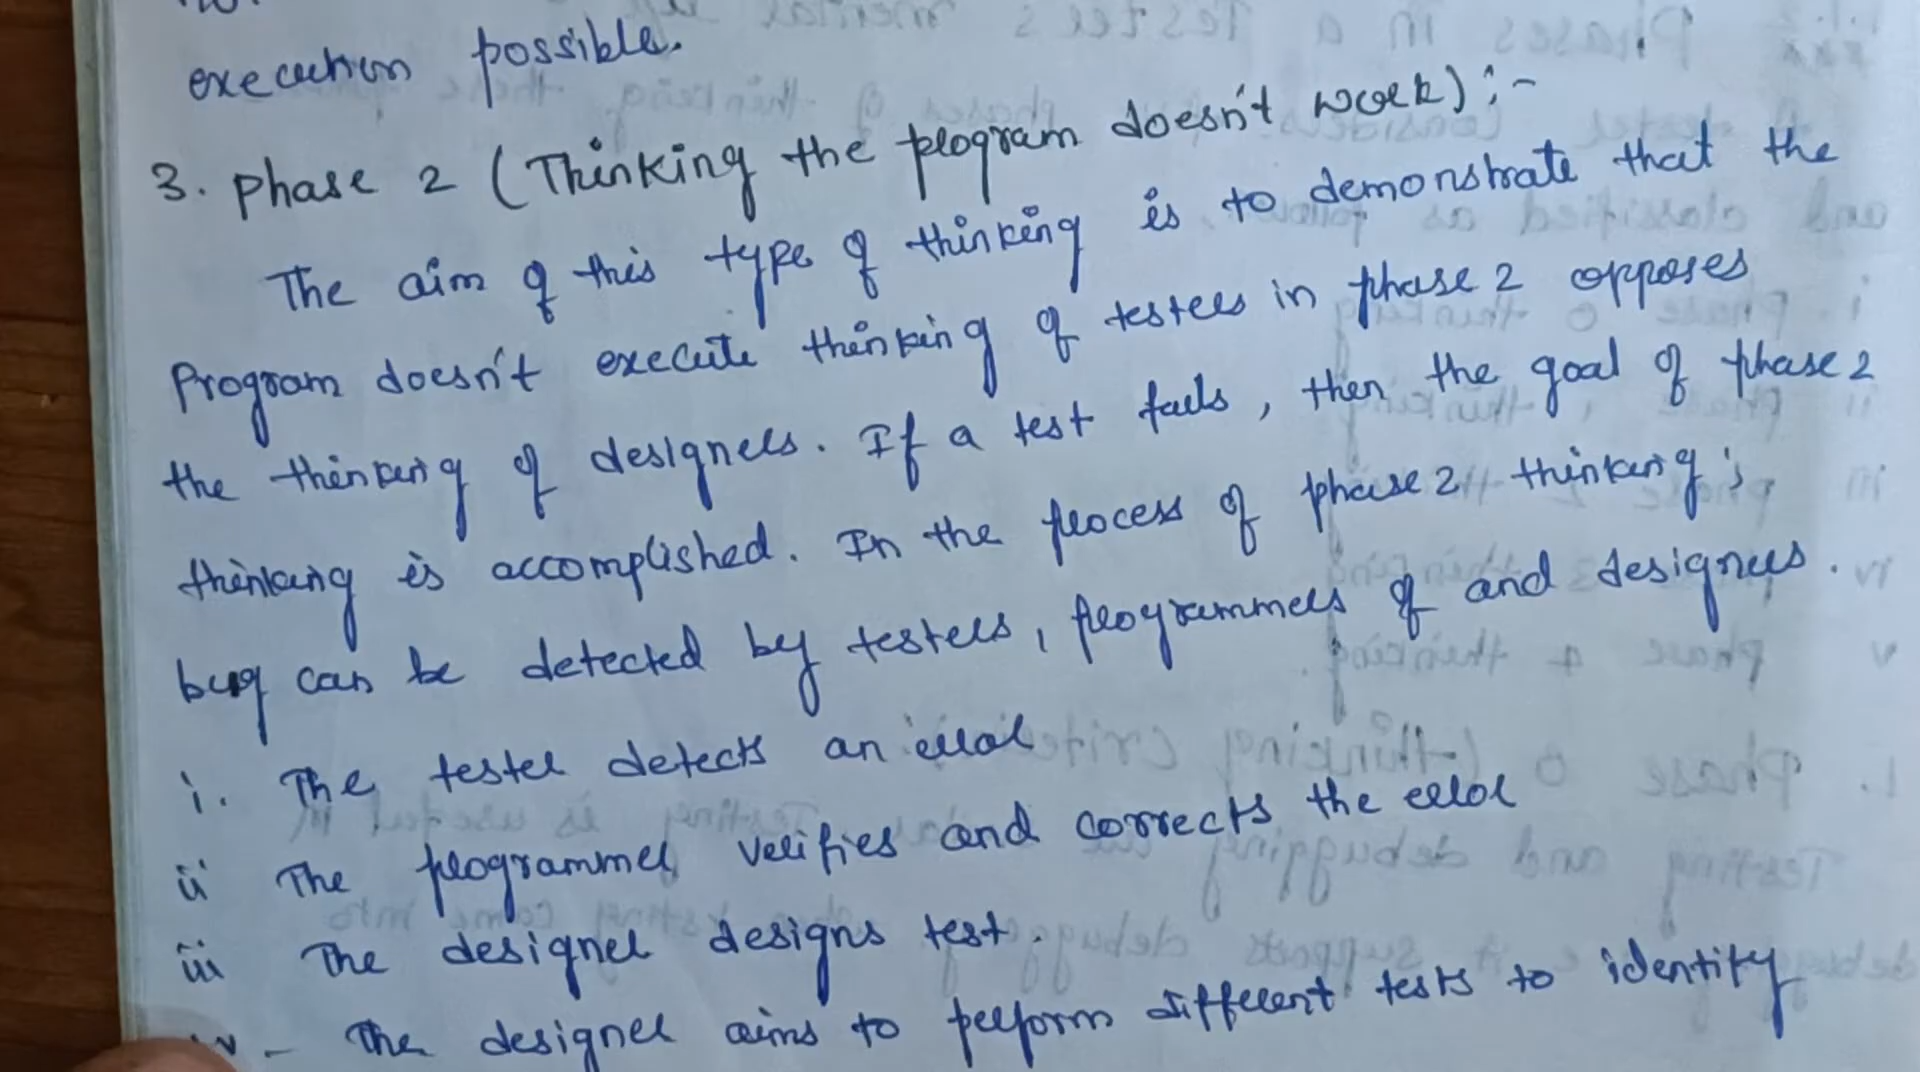 execution possible.
3. Phase 2 (Thinking the program doesn't work) :-
The aim of this type of thinking is to demonstrate that the
Program doesn't execute thinking of testers in phase 2 opposes
the thinking of designers. If a test fails, then the goal of phase 2
thinking is accomplished. In the process of phase 2 thinking;
bug can be detected by testers, programmers of and designers.
i. The tester detects an error
ii The programmer verifies and corrects the error
iii The designer designs test.
iv - The designer aims to perform different tests to identify